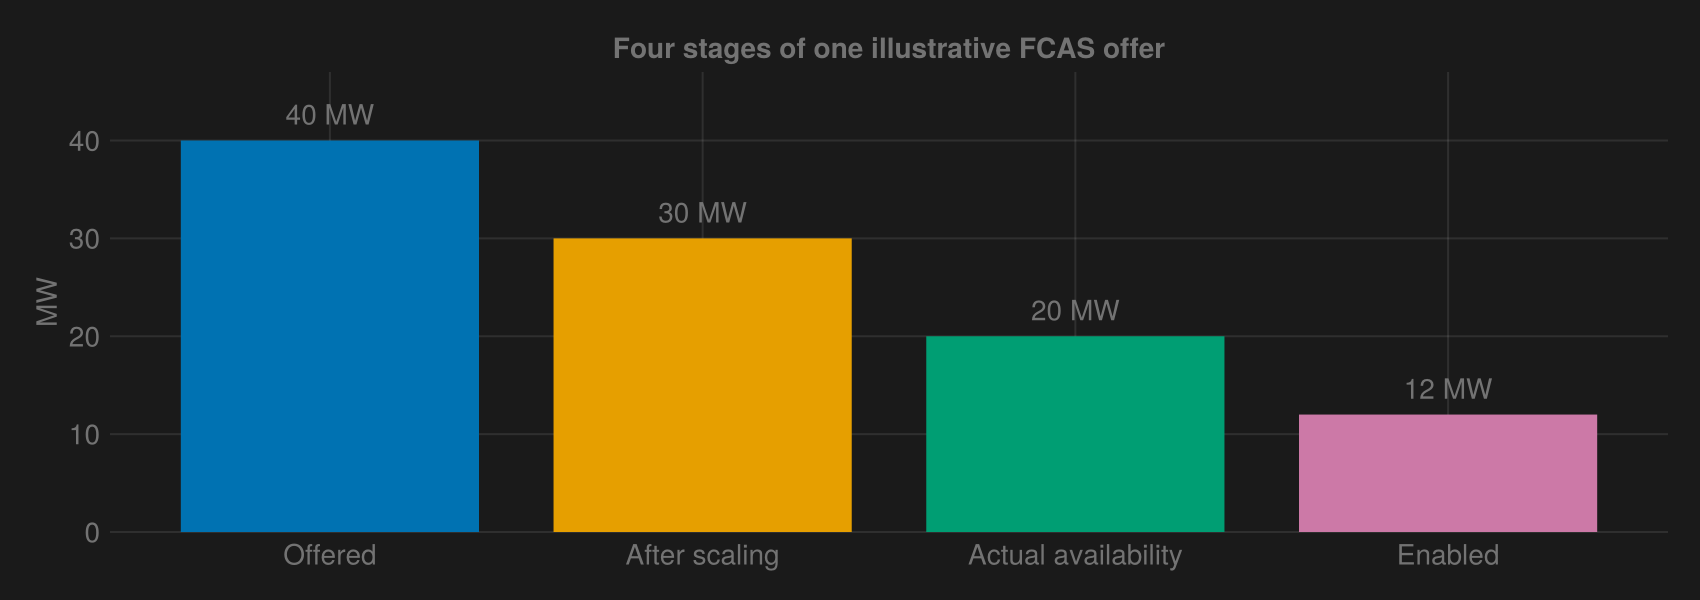 Four stages of one illustrative FCAS offer
40 MW
30 MW
20 MW
12 MW
MW
40
30
20
10
0
Offered
After scaling
Actual availability
Enabled